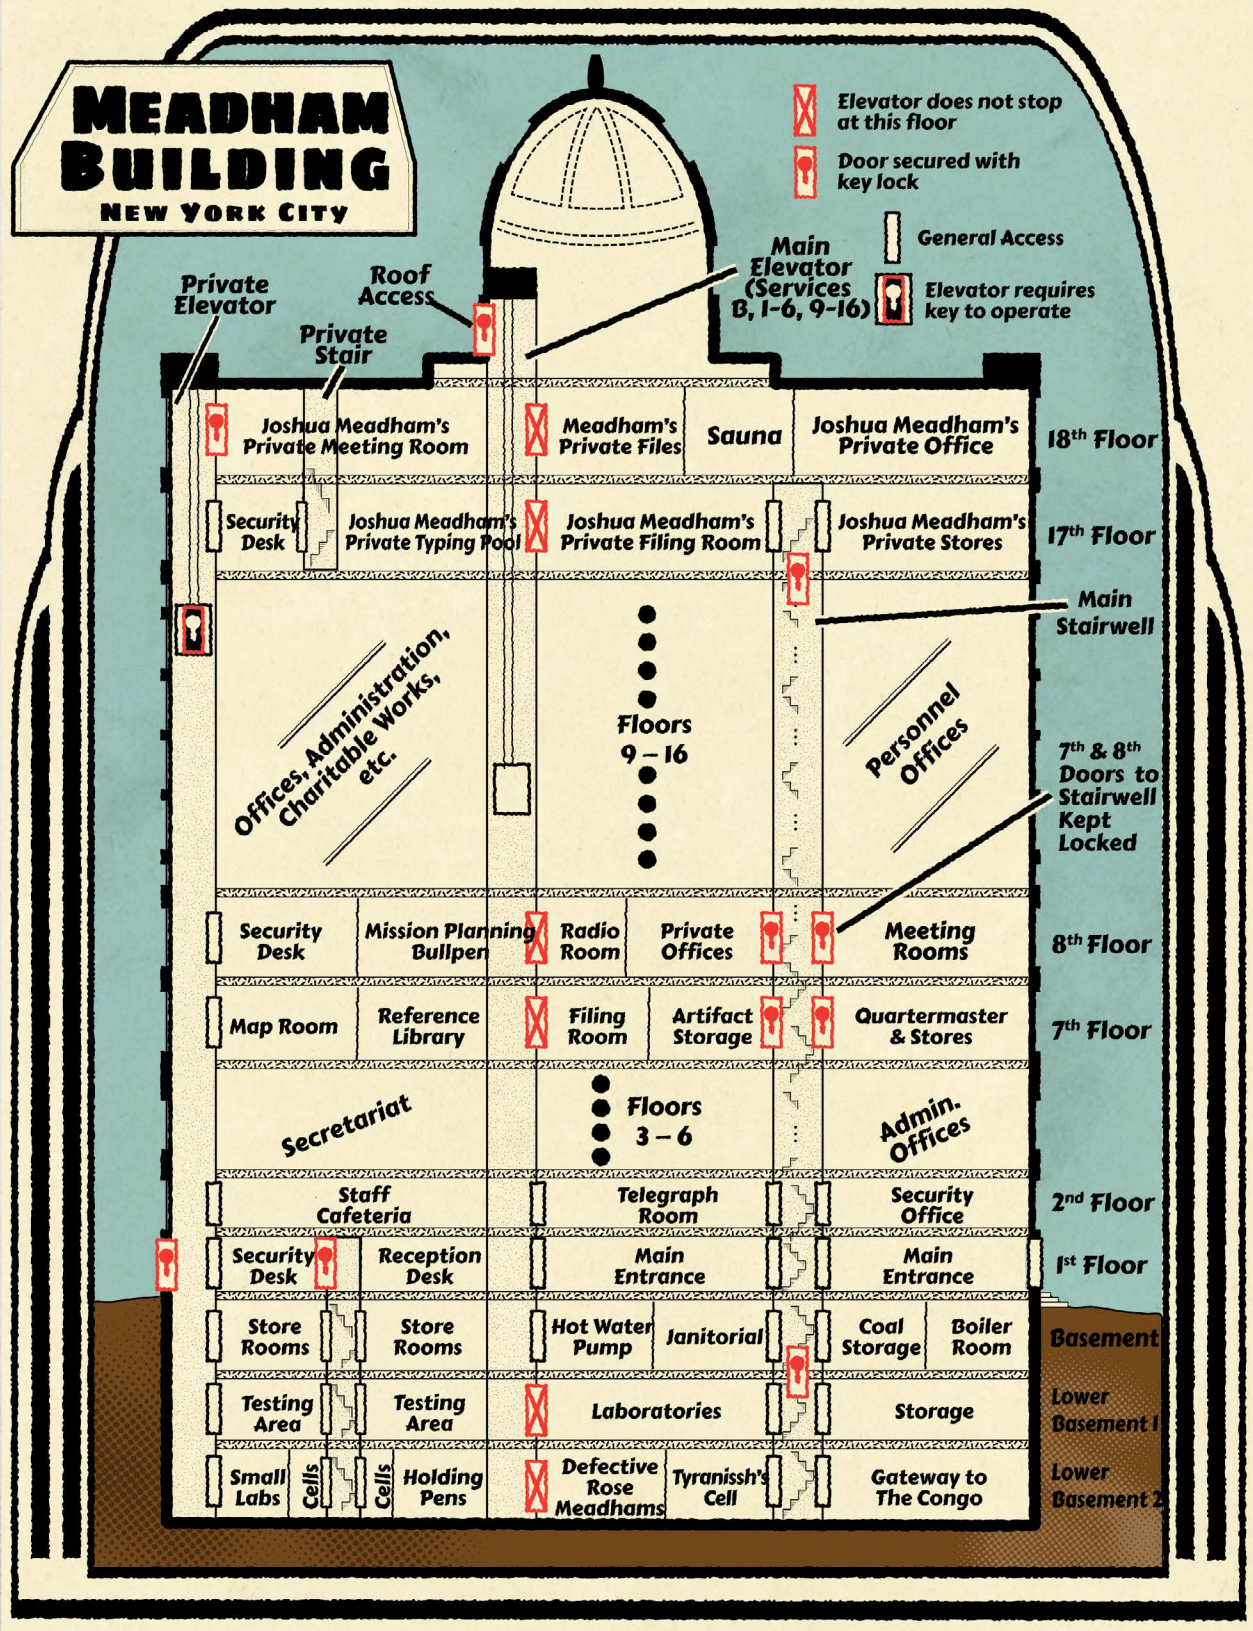 MEADHAM
BUILDING
NEW YORK CITY
Elevator does not stop
at this floor
Door secured with
key lock
General Access
Elevator requires
key to operate
Main
Elevator
(Services
B, 1-6, 9-16)
Roof
Access
Private
Elevator
Private
Stair
Joshua Meadham's
Private Meeting Room
Meadham's
Private Files
Sauna
Joshua Meadham's
Private Office
18th Floor
Security
Desk
Joshua Meadham's
Private Typing Pool
Joshua Meadham's
Private Filing Room
Joshua Meadham's
Private Stores
17th Floor
Main
Stairwell
Offices, Administration,
Charitable Works,
etc.
Floors
9 – 16
Personnel
Offices
7th & 8th
Doors to
Stairwell
Kept
Locked
Security
Desk
Mission Planning
Bullpen
Radio
Room
Private
Offices
Meeting
Rooms
8th Floor
Map Room
Reference
Library
Filing
Room
Artifact
Storage
Quartermaster
& Stores
7th Floor
Secretariat
Floors
3 – 6
Admin.
Offices
Staff
Cafeteria
Telegraph
Room
Security
Office
2nd Floor
Security
Desk
Reception
Desk
Main
Entrance
Main
Entrance
1st Floor
Store
Rooms
Store
Rooms
Hot Water
Pump
Janitorial
Coal
Storage
Boiler
Room
Basement
Testing
Area
Testing
Area
Laboratories
Storage
Lower
Basement 1
Small
Labs
Cells
Cells
Holding
Pens
Defective
Rose
Meadhams
Tyranissh's
Cell
Gateway to
The Congo
Lower
Basement 2